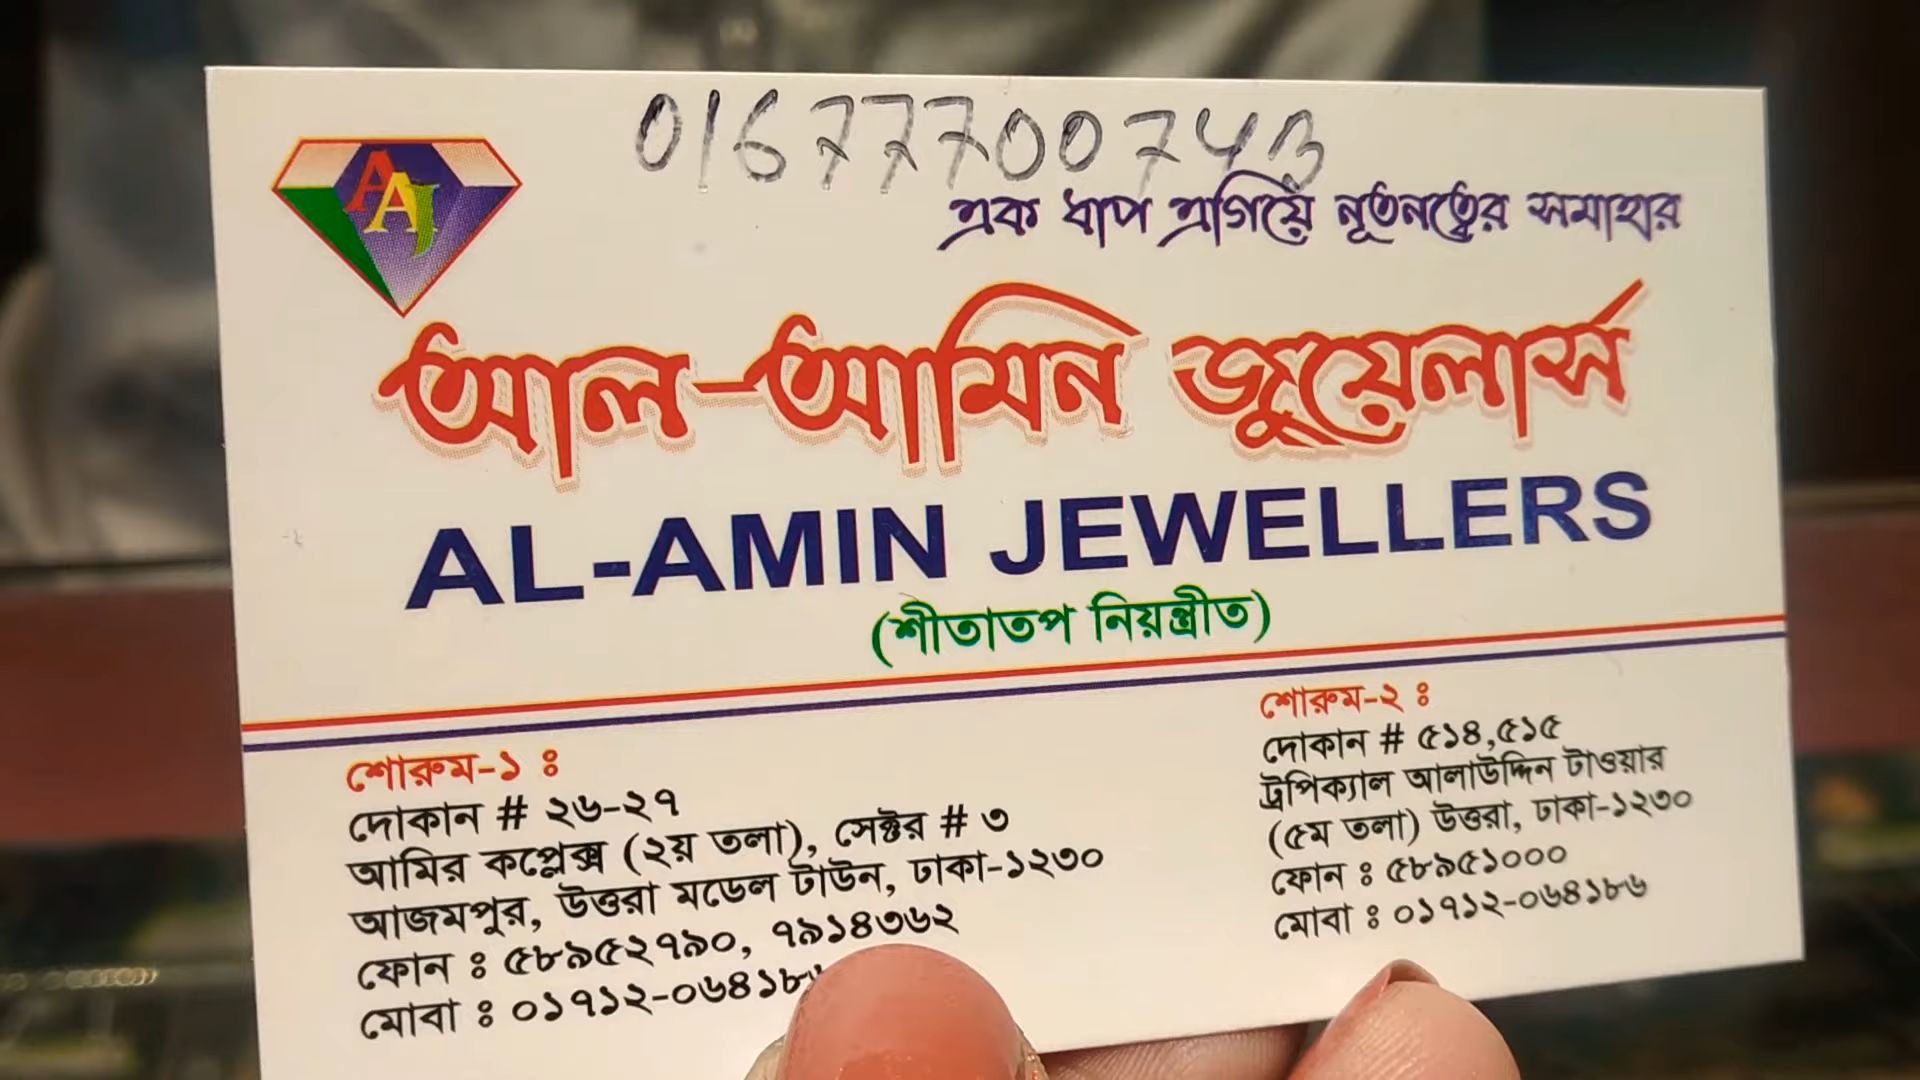 01677700743
AAJ
এক ধাপ এগিয়ে নূতনত্বের সমাহার
আল-আমিন জুয়েলার্স
AL-AMIN JEWELLERS
(শীতাতপ নিয়ন্ত্রীত)
শোরুম-১ ঃ
দোকান # ২৬-২৭
আমির কপ্লেক্স (২য় তলা), সেক্টর # ৩
আজমপুর, উত্তরা মডেল টাউন, ঢাকা-১২৩০
ফোন ঃ ৫৮৯৫২৭৯০, ৭৯১৪৩৬২
মোবা ঃ ০১৭১২-০৬৪১৮
শোরুম-২ ঃ
দোকান # ৫১৪,৫১৫
ট্রপিক্যাল আলাউদ্দিন টাওয়ার
(৫ম তলা) উত্তরা, ঢাকা-১২৩০
ফোন ঃ ৫৮৯৫১০০০
মোবা ঃ ০১৭১২-০৬৪১৮৬